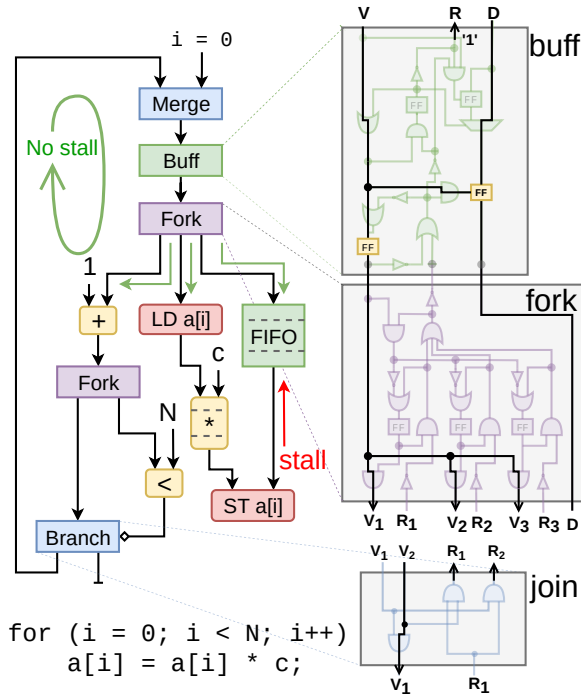 i = 0
Merge
No stall
Buff
Fork
1
+
LD a[i]
FIFO
Fork
c
N
*
stall
<
ST a[i]
Branch
for (i = 0; i < N; i++)
a[i] = a[i] * c;
V R D
'1'
buff
FF
FF
FF
FF
fork
FF FF FF
V1 R1 V2 R2 V3 R3 D
V1 V2 R1 R2
join
V1 R1